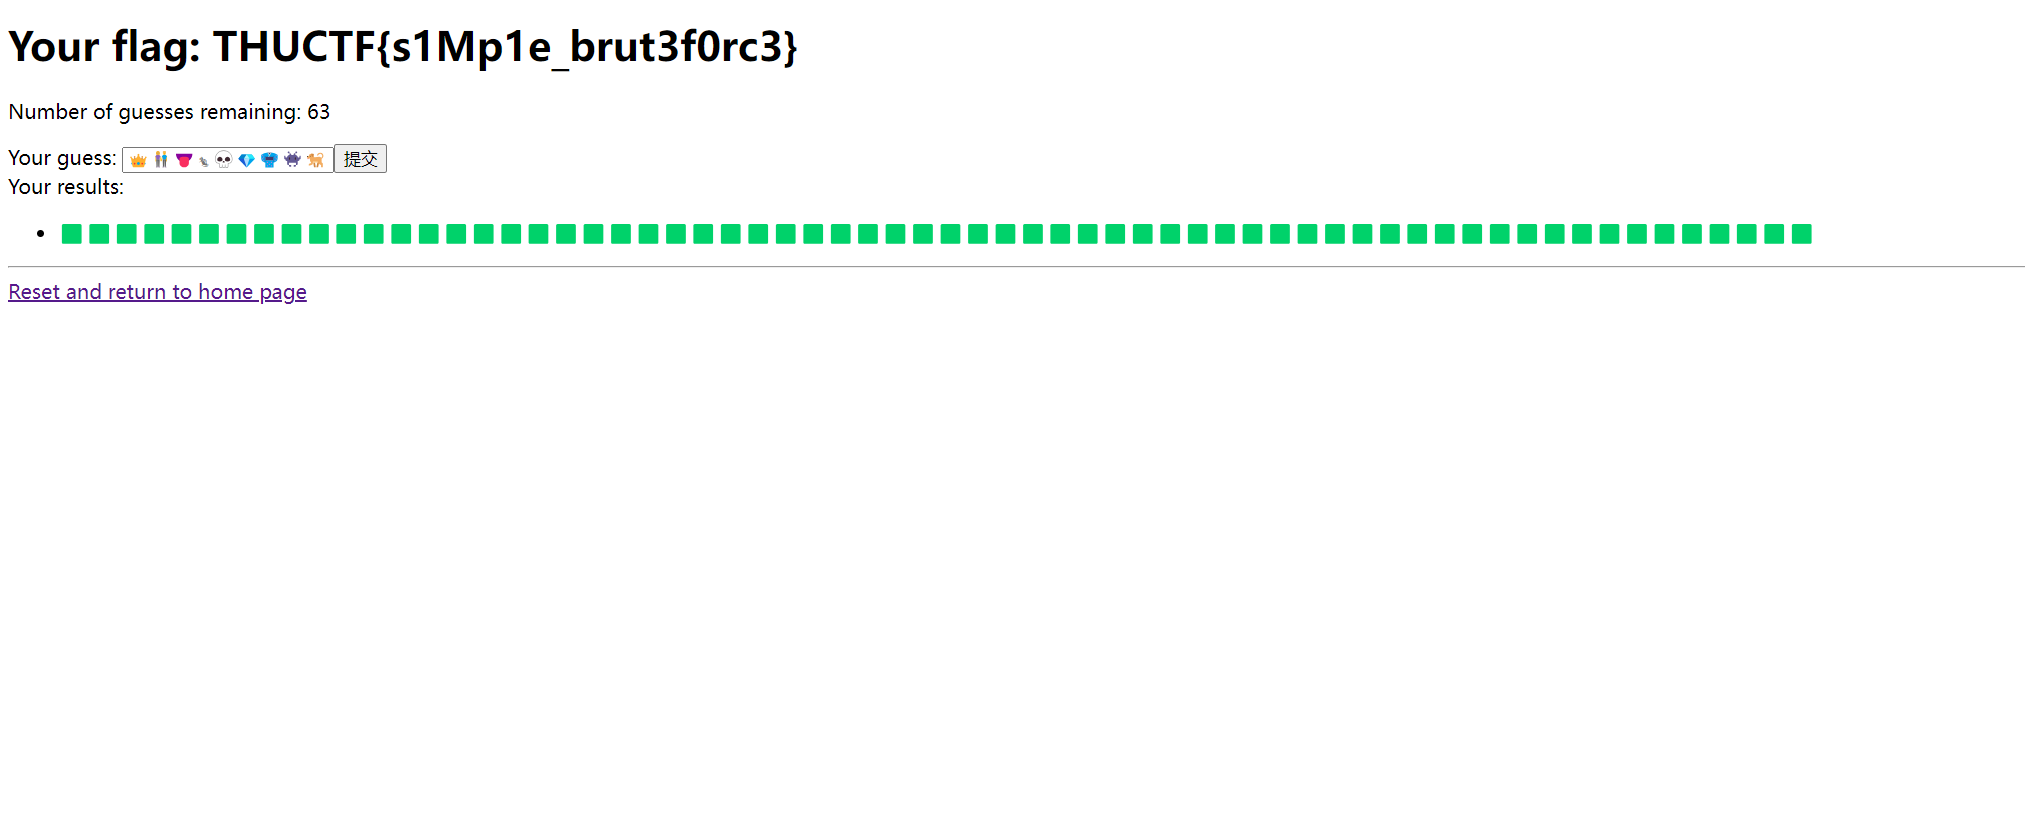 Your flag: THUCTF{s1Mp1e_brut3f0rc3}
Number of guesses remaining: 63
Your guess: 提交
Your results:
Reset and return to home page